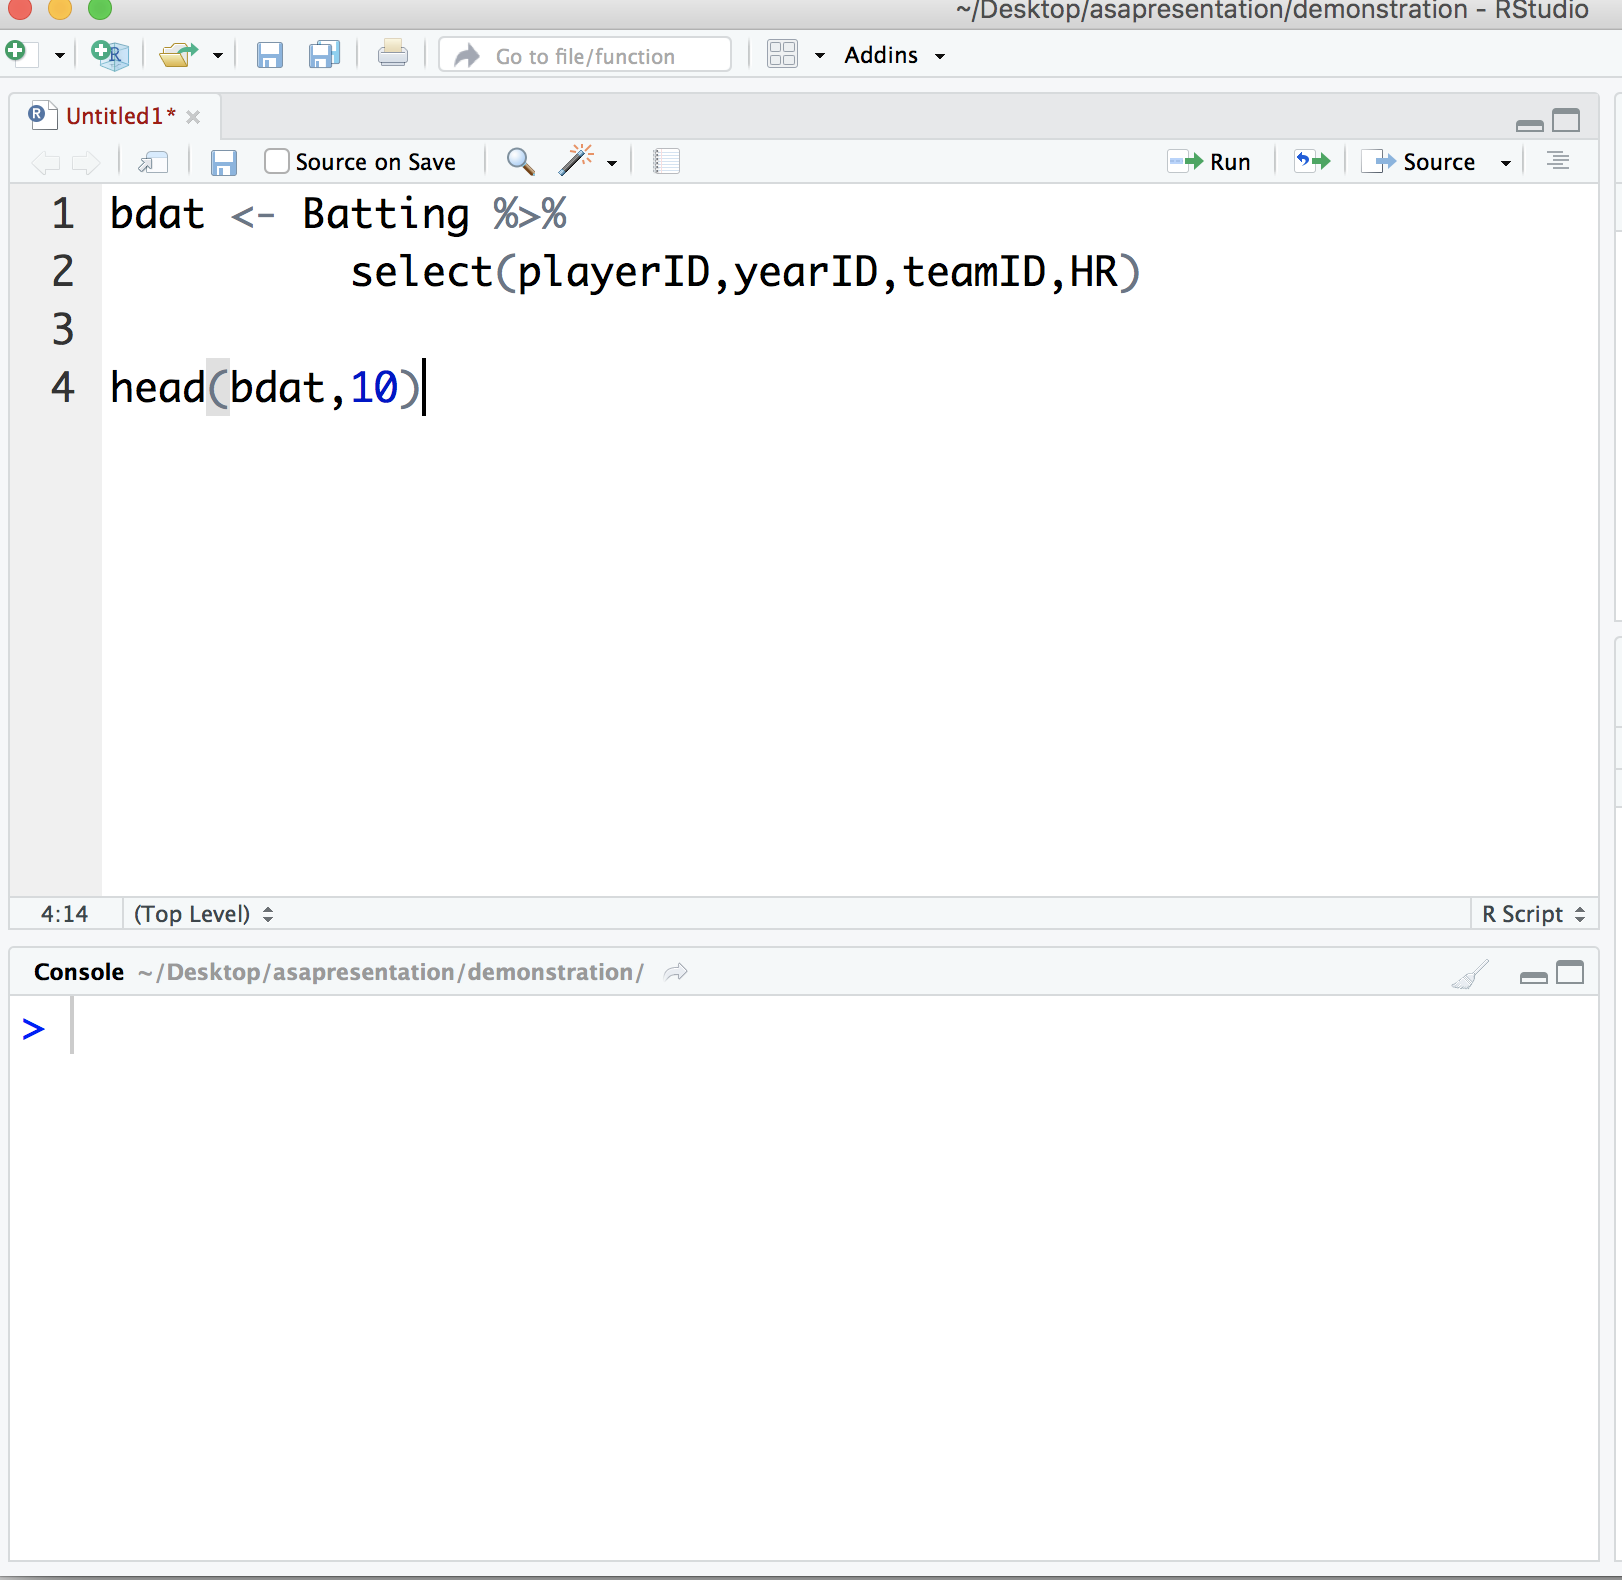 ~/Desktop/asapresentation/demonstration - RStudio
Go to file/function Addins
Untitled1*
Source on Save Run Source
1 bdat <- Batting %>%
2 select(playerID,yearID,teamID,HR)
3
4 head(bdat,10)
4:14 (Top Level) R Script
Console ~/Desktop/asapresentation/demonstration/
>